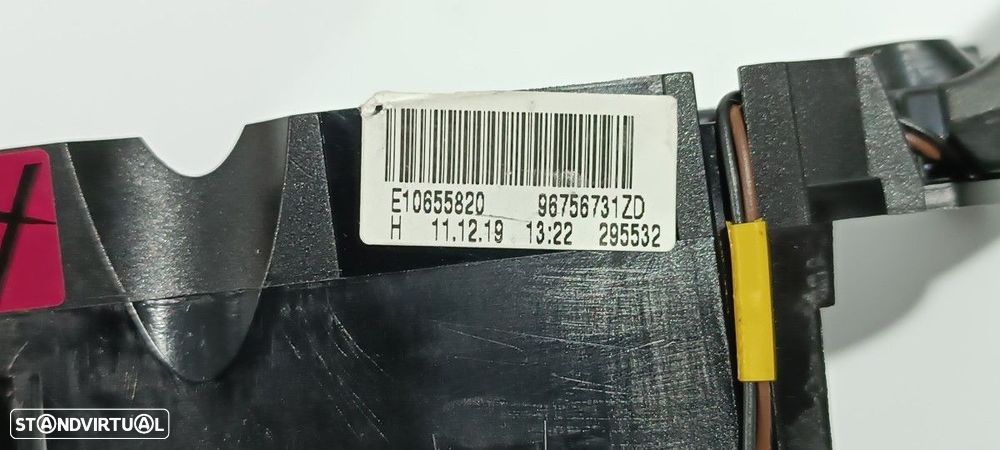 E10655820 96756731ZD
H 11.12.19 13:22 295532
STANDVIRTUAL